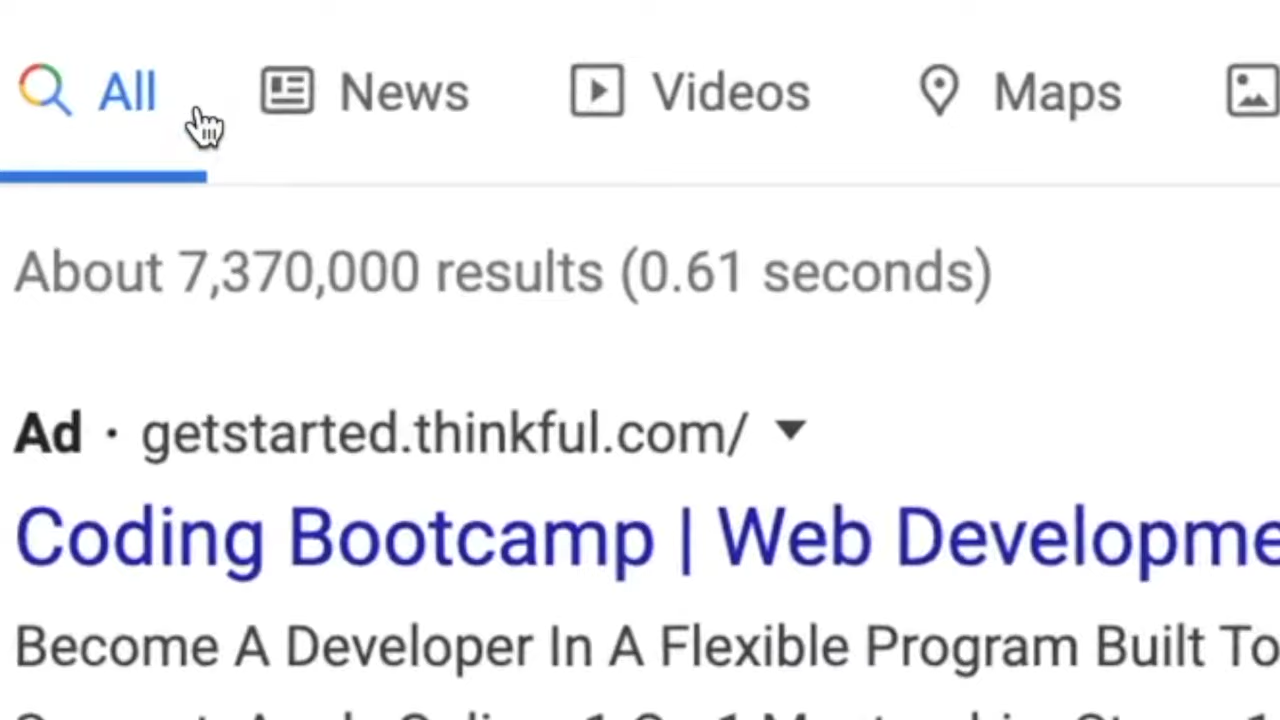 All News Videos Maps
About 7,370,000 results (0.61 seconds)
Ad · getstarted.thinkful.com/
Coding Bootcamp | Web Developme
Become A Developer In A Flexible Program Built To